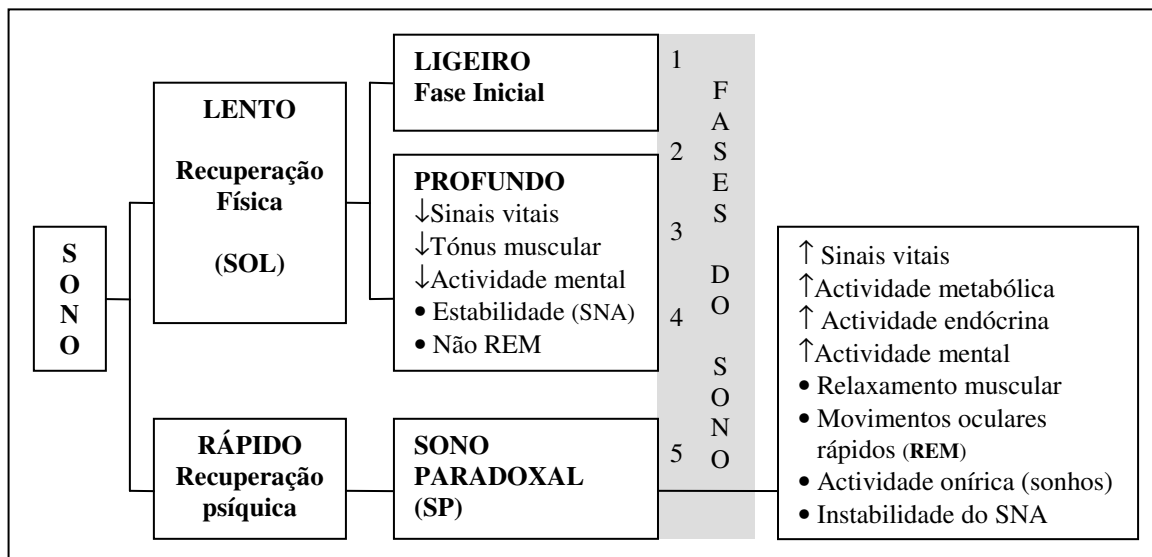 SONO
LENTO
Recuperação
Física
(SOL)
RÁPIDO
Recuperação
psíquica
LIGEIRO
Fase Inicial
PROFUNDO
↓Sinais vitais
↓Tónus muscular
↓Actividade mental
• Estabilidade (SNA)
• Não REM
SONO
PARADOXAL
(SP)
1
2
3
4
5
FASES DO SONO
↑ Sinais vitais
↑Actividade metabólica
↑ Actividade endócrina
↑Actividade mental
• Relaxamento muscular
• Movimentos oculares
rápidos (REM)
• Actividade onírica (sonhos)
• Instabilidade do SNA